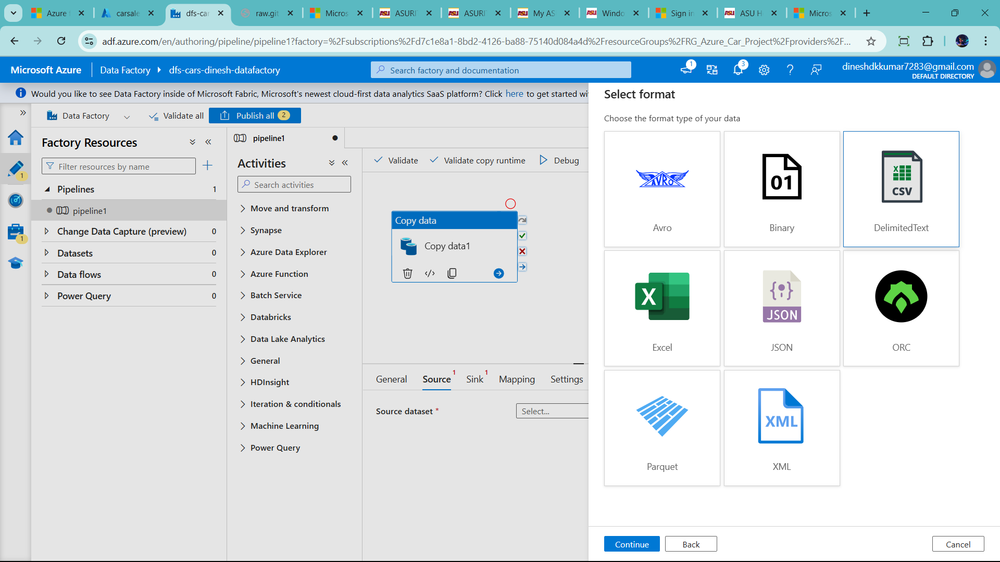 Azure
carsale
dfs-car
raw.git
Micros
ASURI
ASURI
My AS
Windo
Sign in
ASU H
Micros
adf.azure.com/en/authoring/pipeline/pipeline1?factory=%2Fsubscriptions%2Fd7c1e8a1-8bd2-4126-ba88-75140d084a4d%2FresourceGroups%2FRG_Azure_Car_Project%2Fproviders%2F...
Microsoft Azure
Data Factory
dfs-cars-dinesh-datafactory
Search factory and documentation
1
3
dineshdkkumar7283@gmail.com
DEFAULT DIRECTORY
Would you like to see Data Factory inside of Microsoft Fabric, Microsoft's newest cloud-first data analytics SaaS platform? Click here to get started wi
Data Factory
Validate all
Publish all 2
Factory Resources
Filter resources by name
1
1
Pipelines 1
pipeline1
Change Data Capture (preview) 0
Datasets 0
Data flows 0
Power Query 0
pipeline1
Activities
Search activities
Move and transform
Synapse
Azure Data Explorer
Azure Function
Batch Service
Databricks
Data Lake Analytics
General
HDInsight
Iteration & conditionals
Machine Learning
Power Query
Validate
Validate copy runtime
Debug
Copy data
Copy data1
General
Source 1
Sink 1
Mapping
Settings
Source dataset *
Select...
Select format
Choose the format type of your data
AVRO
Avro
01
Binary
X
CSV
DelimitedText
X
Excel
JSON
JSON
ORC
Parquet
XML
XML
Continue
Back
Cancel